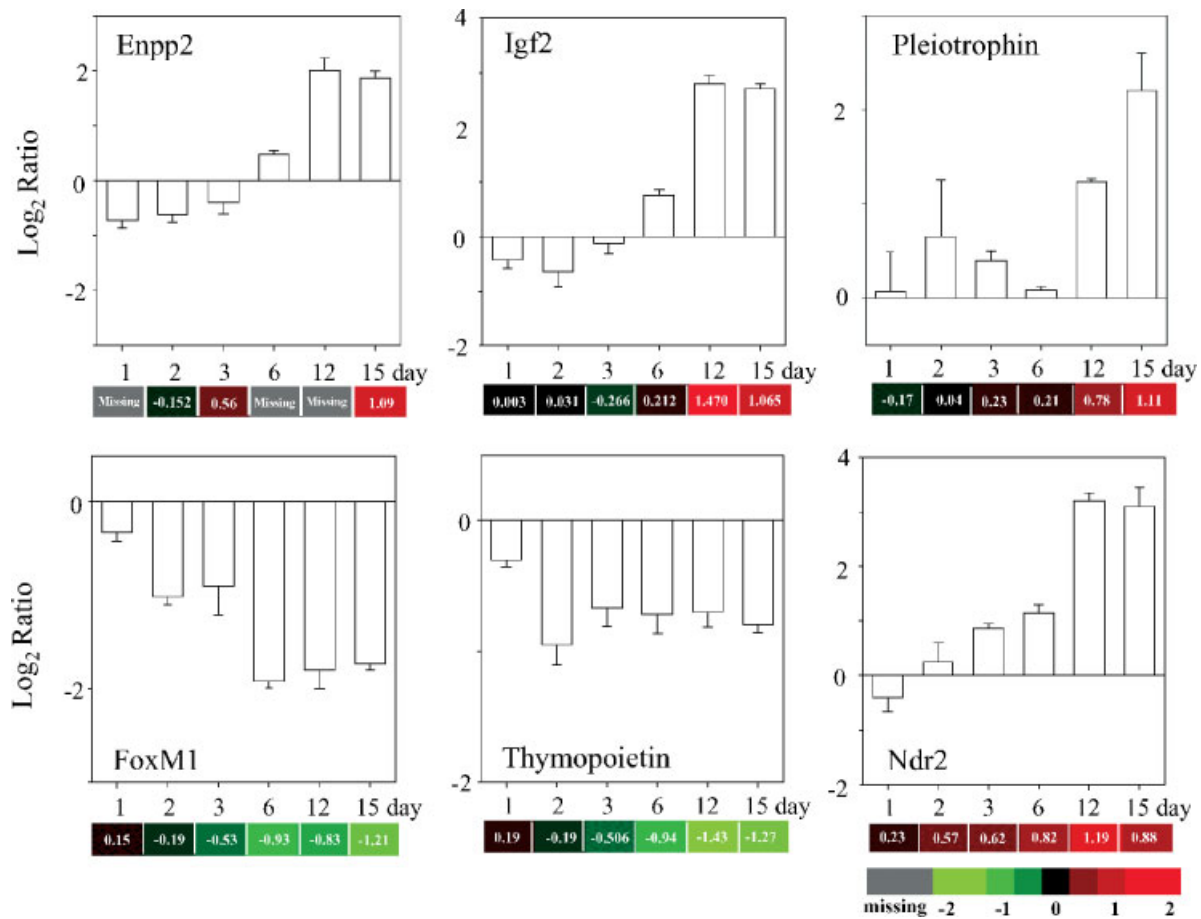 Enpp2
Igf2
Pleiotrophin
Log2 Ratio
2
0
-2
4
2
0
-2
2
0
1 2 3 6 12 15 day
1 2 3 6 12 15 day
1 2 3 6 12 15 day
Missing -0.152 0.56 Missing Missing 1.09
0.003 0.031 -0.266 0.212 1.470 1.065
-0.17 0.04 0.23 0.21 0.78 1.11
Log2 Ratio
0
-2
0
-2
4
2
0
-2
FoxM1
Thymopoietin
Ndr2
1 2 3 6 12 15 day
1 2 3 6 12 15 day
1 2 3 6 12 15 day
0.15 -0.19 -0.53 -0.93 -0.83 -1.21
0.19 -0.19 -0.506 -0.94 -1.43 -1.27
0.23 0.57 0.62 0.82 1.19 0.88
missing -2 -1 0 1 2